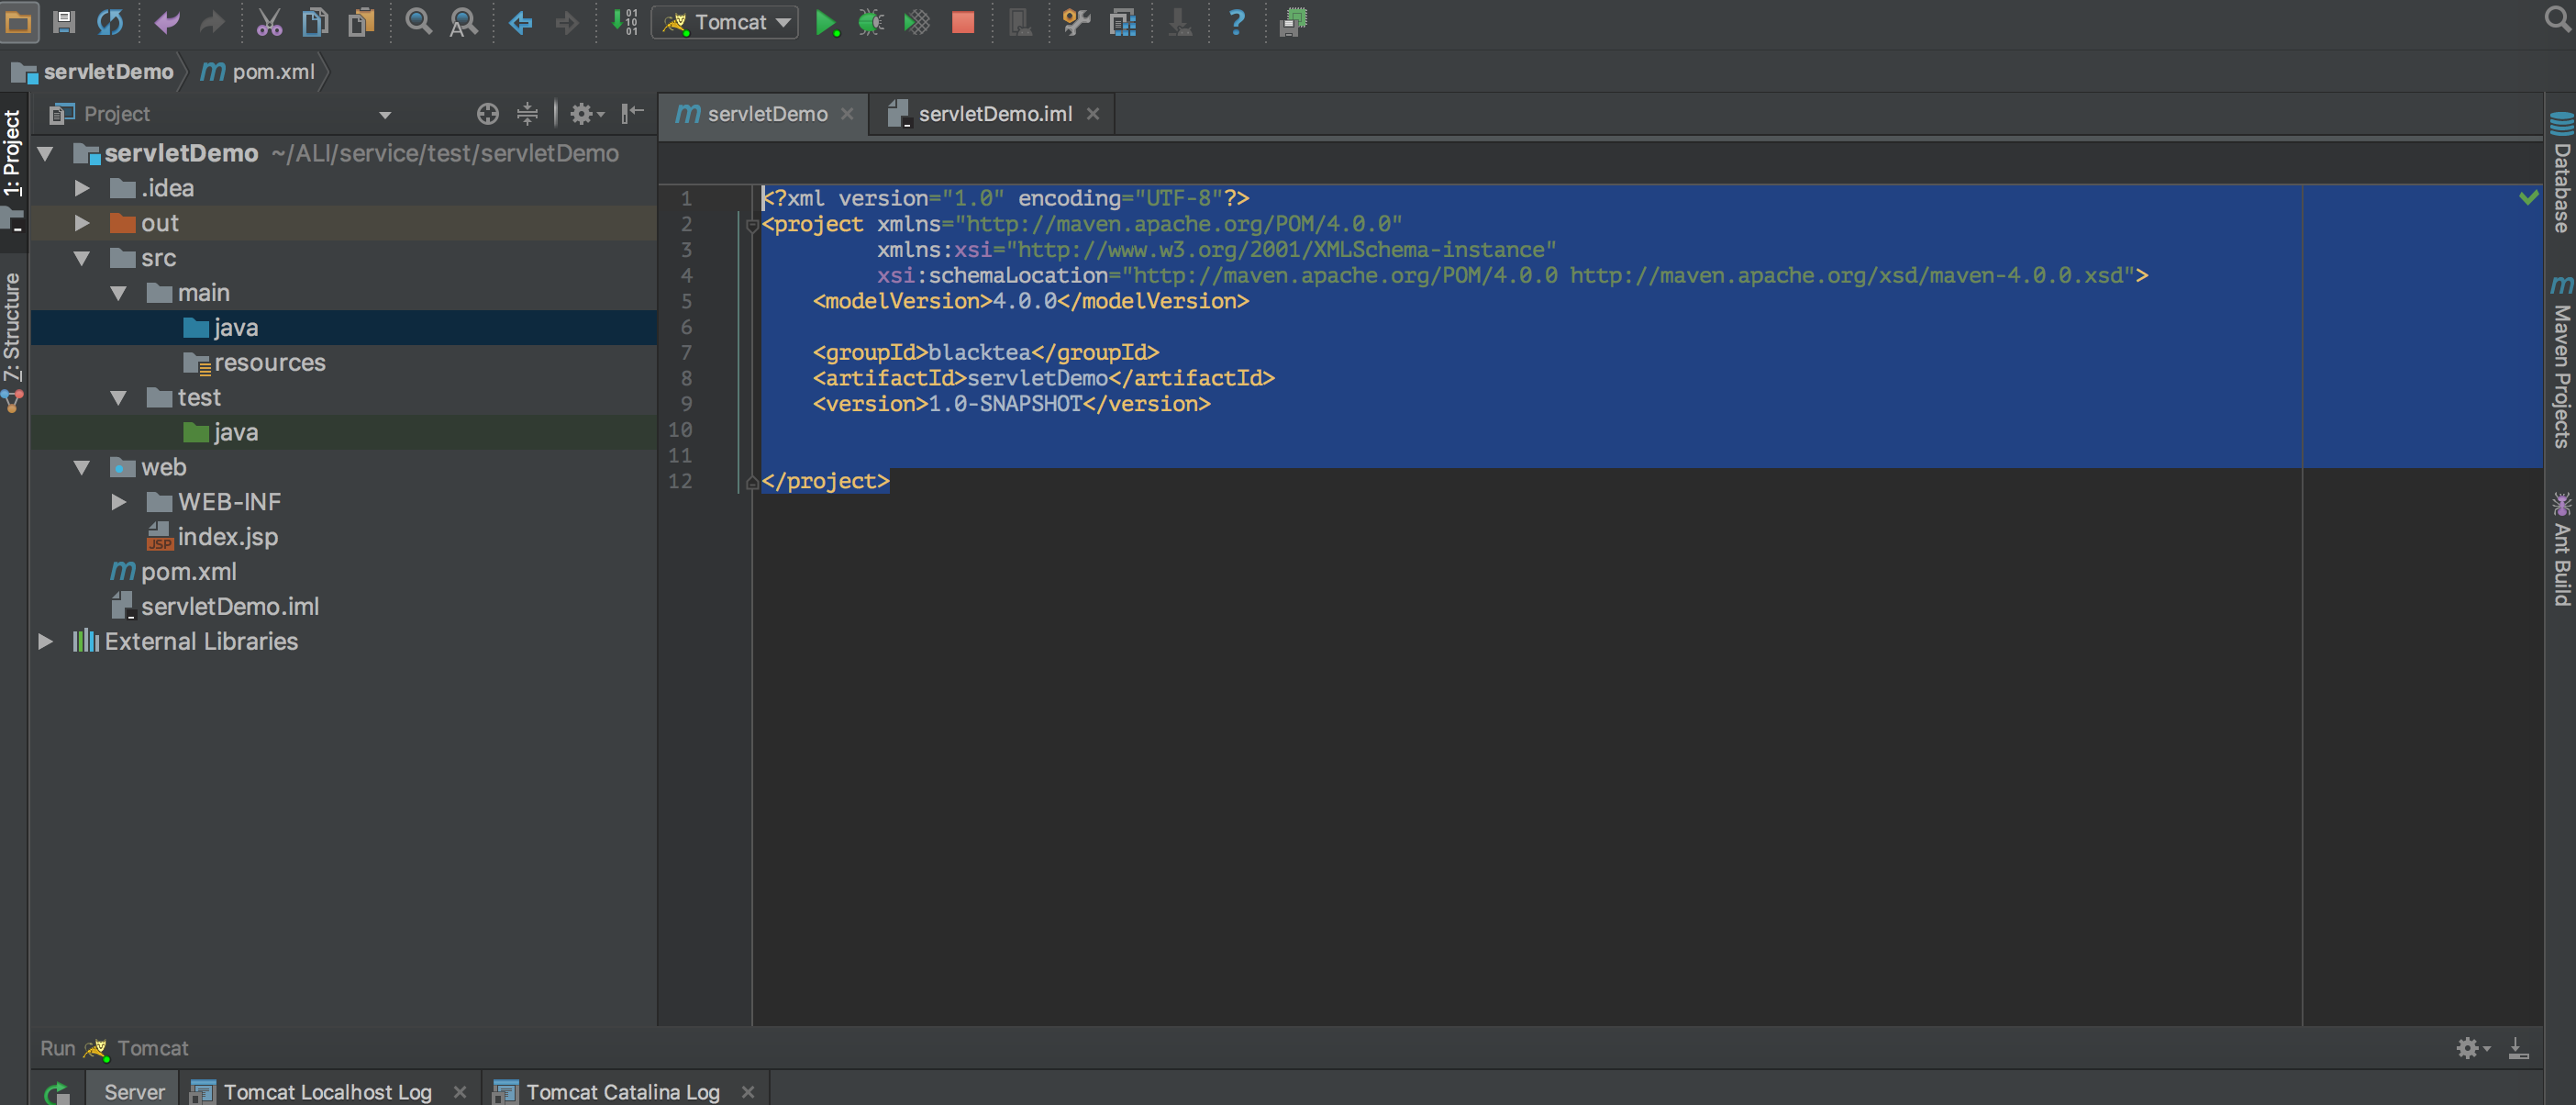 Tomcat
servletDemo
m pom.xml
Project
servletDemo
servletDemo.iml
1: Project
Z: Structure
servletDemo ~/ALI/service/test/servletDemo
.idea
out
src
main
java
resources
test
java
web
WEB-INF
index.jsp
m pom.xml
servletDemo.iml
External Libraries
1 <?xml version="1.0" encoding="UTF-8"?>
2 <project xmlns="http://maven.apache.org/POM/4.0.0"
3 xmlns:xsi="http://www.w3.org/2001/XMLSchema-instance"
4 xsi:schemaLocation="http://maven.apache.org/POM/4.0.0 http://maven.apache.org/xsd/maven-4.0.0.xsd">
5 <modelVersion>4.0.0</modelVersion>
6
7 <groupId>blacktea</groupId>
8 <artifactId>servletDemo</artifactId>
9 <version>1.0-SNAPSHOT</version>
10
11
12 </project>
Database
Maven Projects
Ant Build
Run Tomcat
Server
Tomcat Localhost Log
Tomcat Catalina Log